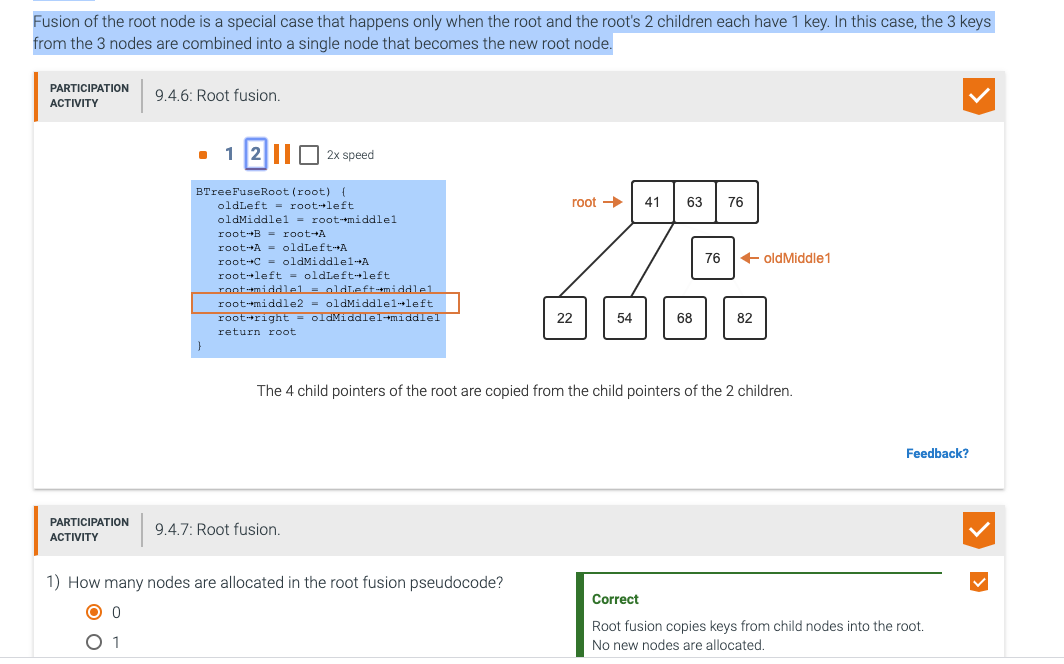 Fusion of the root node is a special case that happens only when the root and the root's 2 children each have 1 key. In this case, the 3 keys
from the 3 nodes are combined into a single node that becomes the new root node.
PARTICIPATION
ACTIVITY
9.4.6: Root fusion.
1 2 2x speed
BTreeFuseRoot(root) {
oldLeft = root→left
oldMiddle1 = root→middle1
root→B = root→A
root→A = oldLeft→A
root→C = oldMiddle1→A
root→left = oldLeft→left
root→middle1 = oldLeft→middle1
root→middle2 = oldMiddle1→left
root→right = oldMiddle1→middle1
return root
}
root → 41 63 76
76 ← oldMiddle1
22 54 68 82
The 4 child pointers of the root are copied from the child pointers of the 2 children.
Feedback?
PARTICIPATION
ACTIVITY
9.4.7: Root fusion.
1) How many nodes are allocated in the root fusion pseudocode?
0
1
Correct
Root fusion copies keys from child nodes into the root.
No new nodes are allocated.